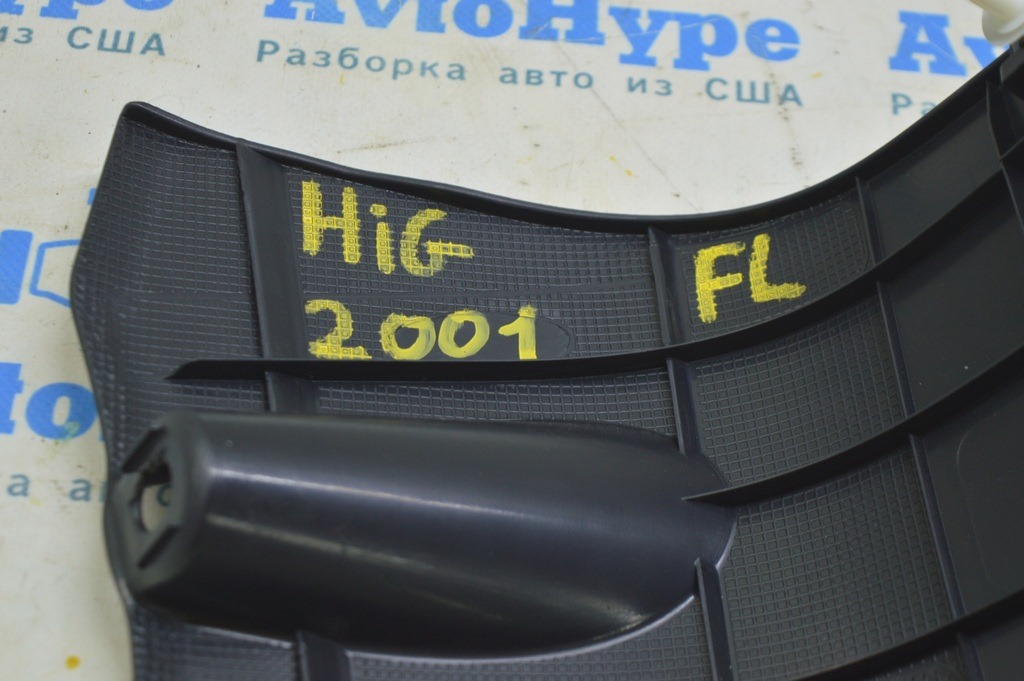 AvtoHype
из США
Разборка авто из США
HiG
FL
2001